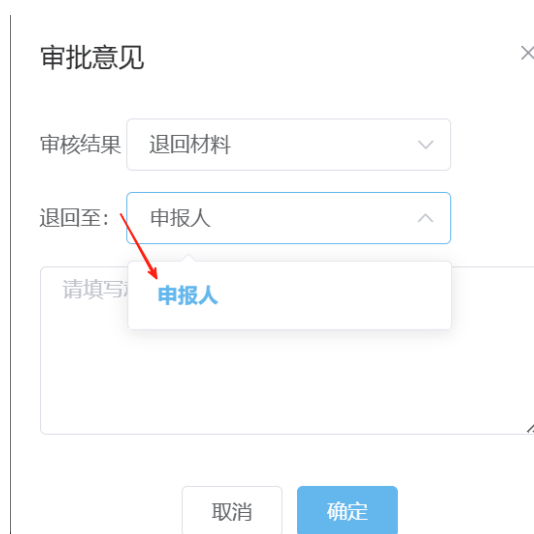 审批意见
审核结果 退回材料
退回至： 申报人
请填写
申报人
取消 确定